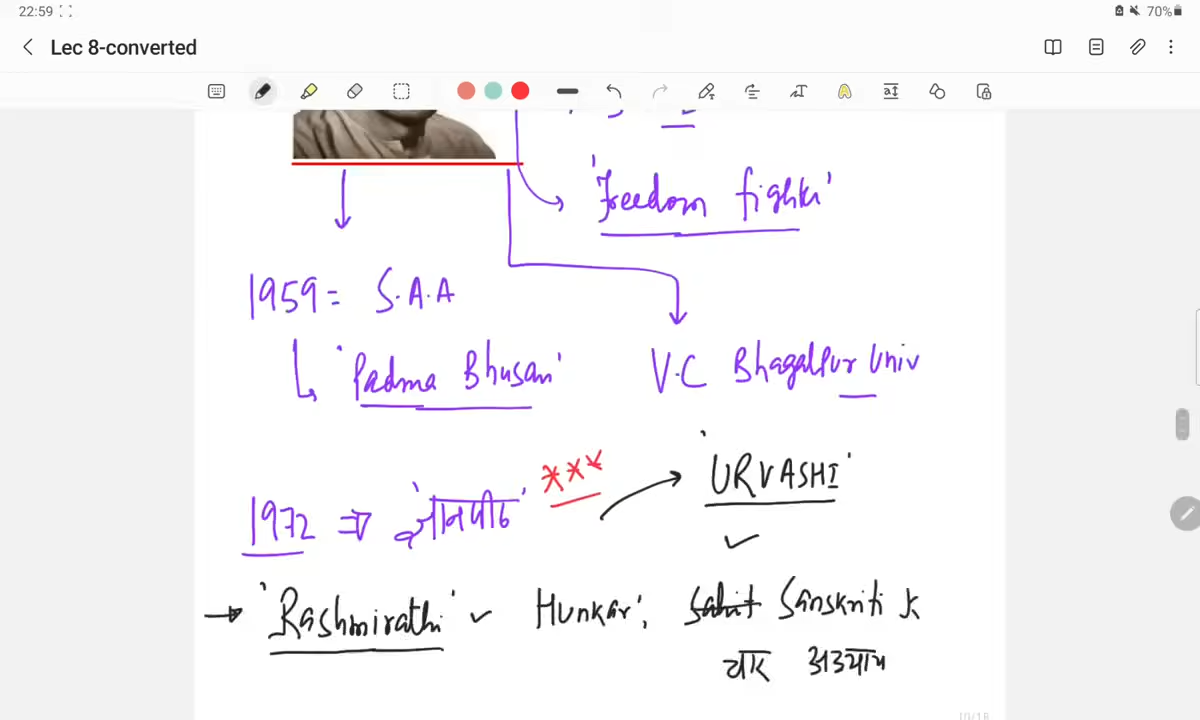 22:59 70%
Lec 8-converted
'Freedom fighter'
1959 = S.A.A
'Padma Bhusan' V.C Bhagalpur Univ
1972 ⇒ 'ज्ञानपीठ' *** → 'URVASHI' ✓
→ 'Rashmirathi' ✓ Hunkar', Sahit Sanskriti k
चार अध्याय